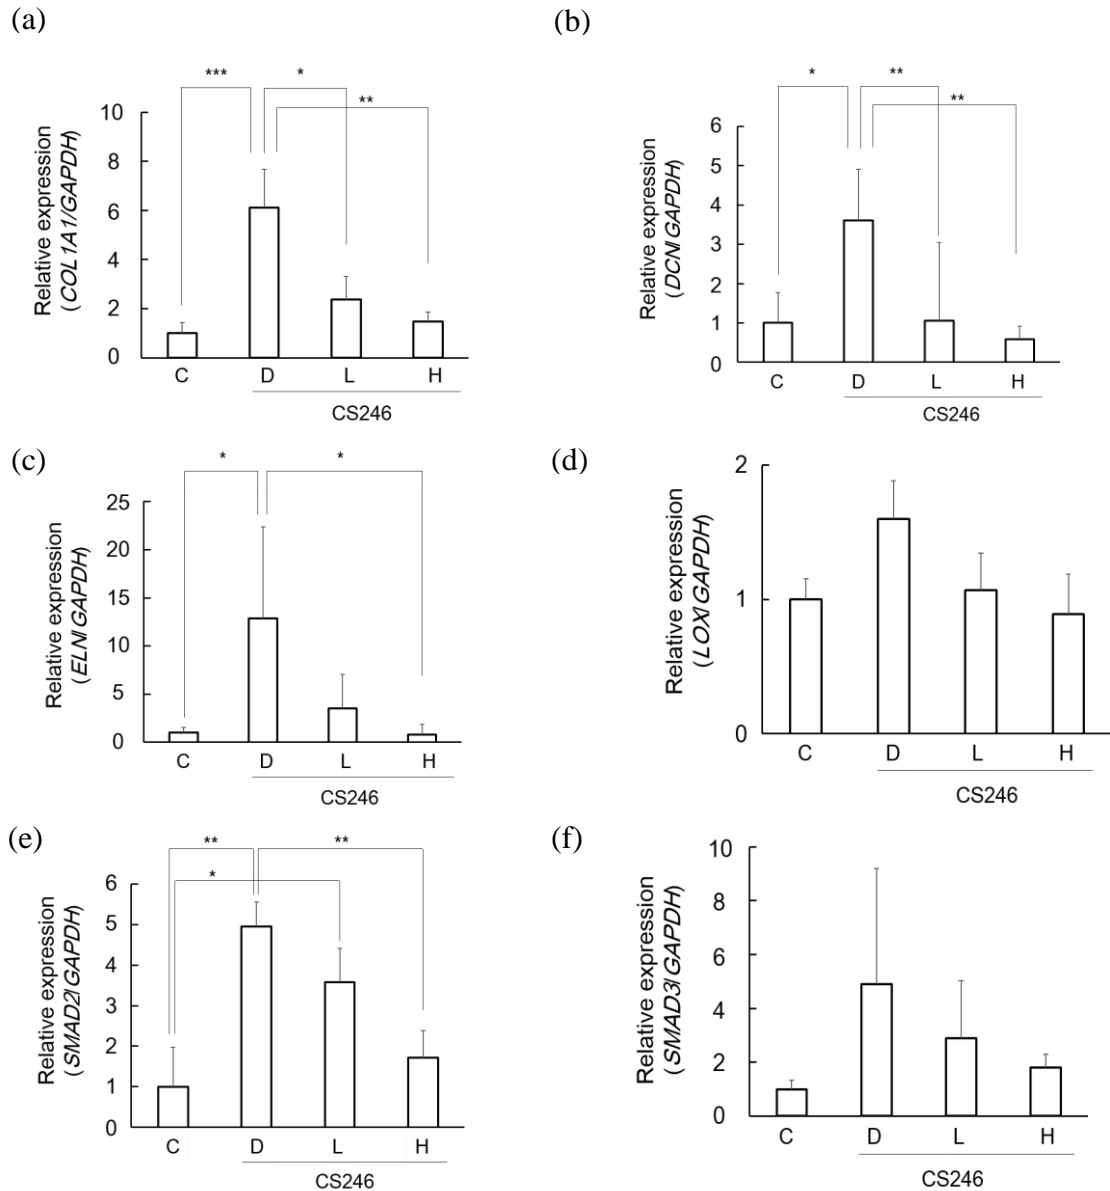 (a)
*** *
**
10
8
6
4
2
0
Relative expression
(COL1A1/GAPDH)
C D L H
CS246
(b)
* **
**
6
5
4
3
2
1
0
Relative expression
(DCN/GAPDH)
C D L H
CS246
(c)
* *
25
20
15
10
5
0
Relative expression
(ELN/GAPDH)
C D L H
CS246
(d)
2
1
0
Relative expression
(LOX/GAPDH)
C D L H
CS246
(e)
** **
*
6
5
4
3
2
1
0
Relative expression
(SMAD2/GAPDH)
C D L H
CS246
(f)
10
8
6
4
2
0
Relative expression
(SMAD3/GAPDH)
C D L H
CS246